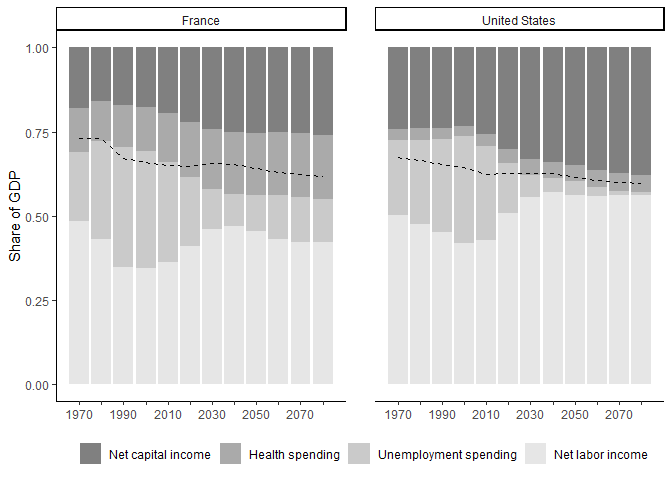 France
United States
Share of GDP
1.00
0.75
0.50
0.25
0.00
1970 1990 2010 2030 2050 2070
1970 1990 2010 2030 2050 2070
Net capital income Health spending Unemployment spending Net labor income